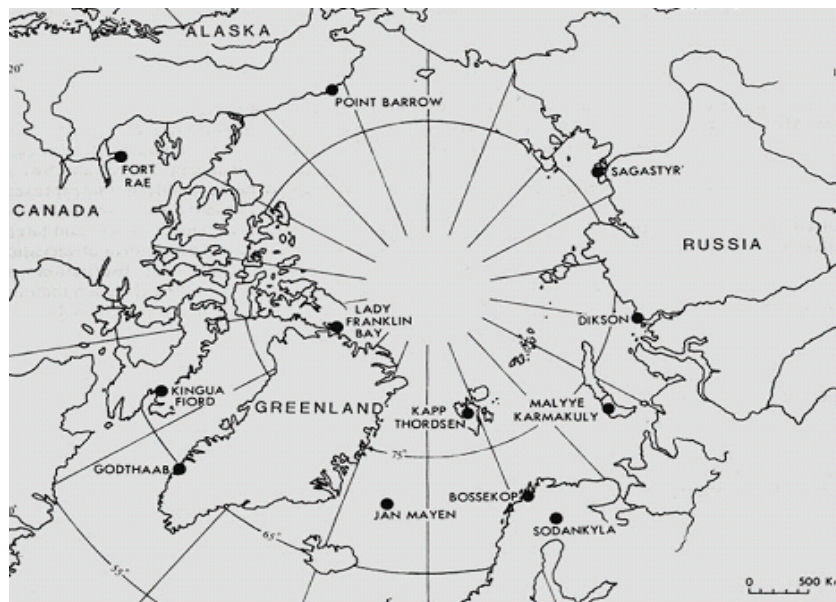 ALASKA
20°
POINT BARROW
FORT
RAE
SAGASTYR'
CANADA
RUSSIA
LADY
FRANKLIN
BAY
DIKSON
KINGUA
FIORD
GREENLAND
KAPP
THORDSEN
MALYYE
KARMAKULY
75°
GODTHAAB
BOSSEKOP
JAN MAYEN
SODANKYLA
65°
55°
0 500 K